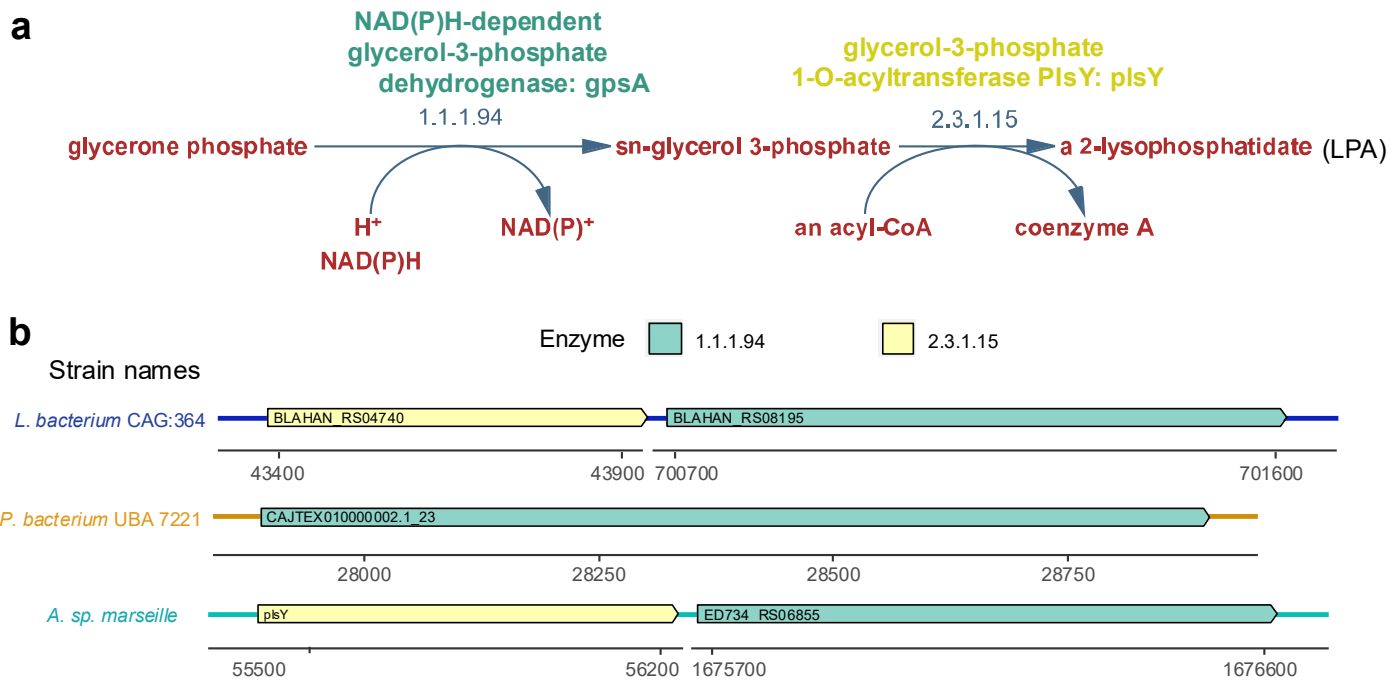 a
NAD(P)H-dependent
glycerol-3-phosphate
dehydrogenase: gpsA
glycerol-3-phosphate
1-O-acyltransferase PlsY: plsY
1.1.1.94
2.3.1.15
glycerone phosphate
sn-glycerol 3-phosphate
a 2-lysophosphatidate (LPA)
H+
NAD(P)H
NAD(P)+
an acyl-CoA
coenzyme A
b
Enzyme 1.1.1.94 2.3.1.15
Strain names
L. bacterium CAG:364
BLAHAN_RS04740
BLAHAN_RS08195
43400 43900 700700 701600
P. bacterium UBA 7221
CAJTEX010000002.1_23
28000 28250 28500 28750
A. sp. marseille
plsY
ED734_RS06855
55500 56200 1675700 1676600